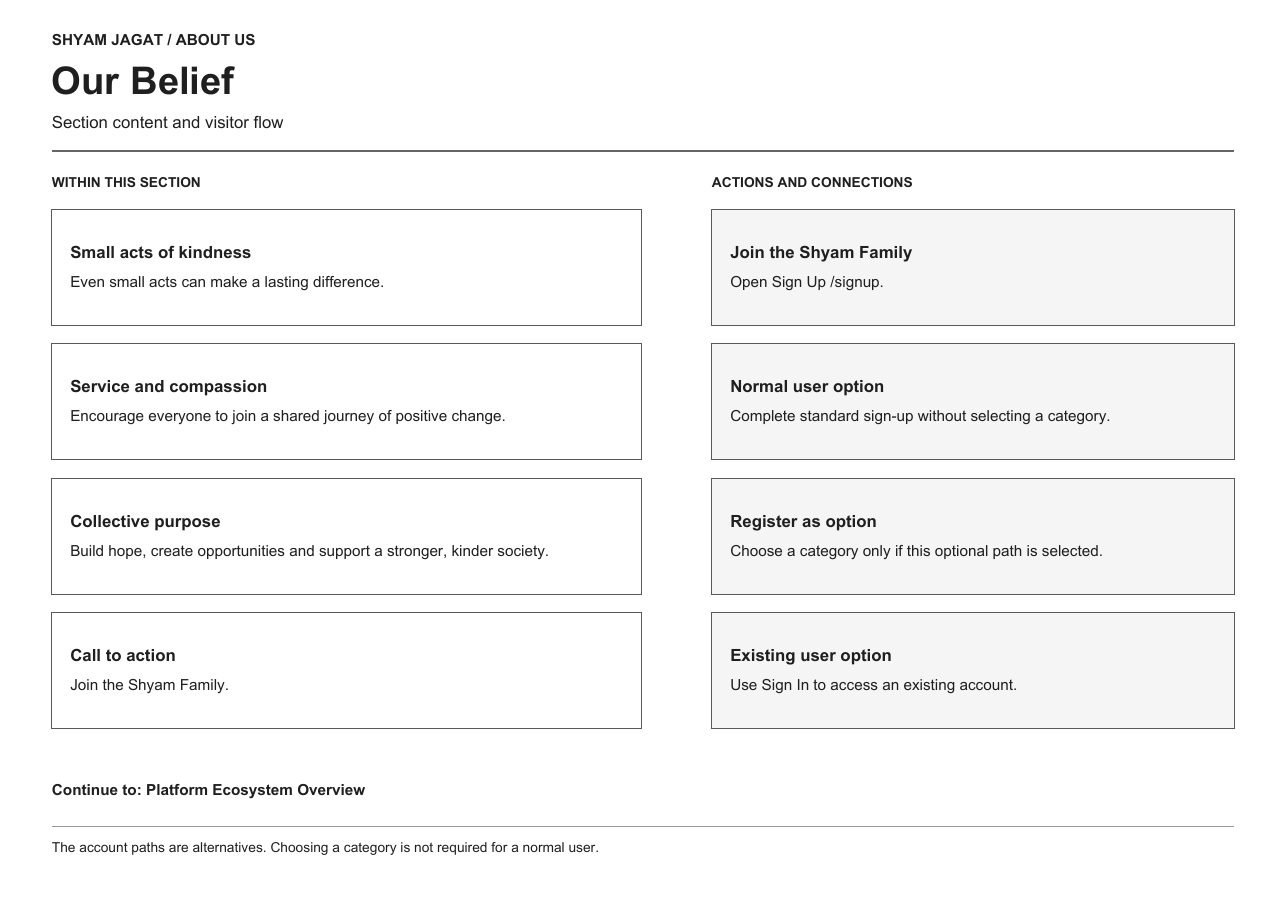 SHYAM JAGAT / ABOUT US
Our Belief
Section content and visitor flow
WITHIN THIS SECTION
Small acts of kindness
Even small acts can make a lasting difference.
Service and compassion
Encourage everyone to join a shared journey of positive change.
Collective purpose
Build hope, create opportunities and support a stronger, kinder society.
Call to action
Join the Shyam Family.
ACTIONS AND CONNECTIONS
Join the Shyam Family
Open Sign Up /signup.
Normal user option
Complete standard sign-up without selecting a category.
Register as option
Choose a category only if this optional path is selected.
Existing user option
Use Sign In to access an existing account.
Continue to: Platform Ecosystem Overview
The account paths are alternatives. Choosing a category is not required for a normal user.